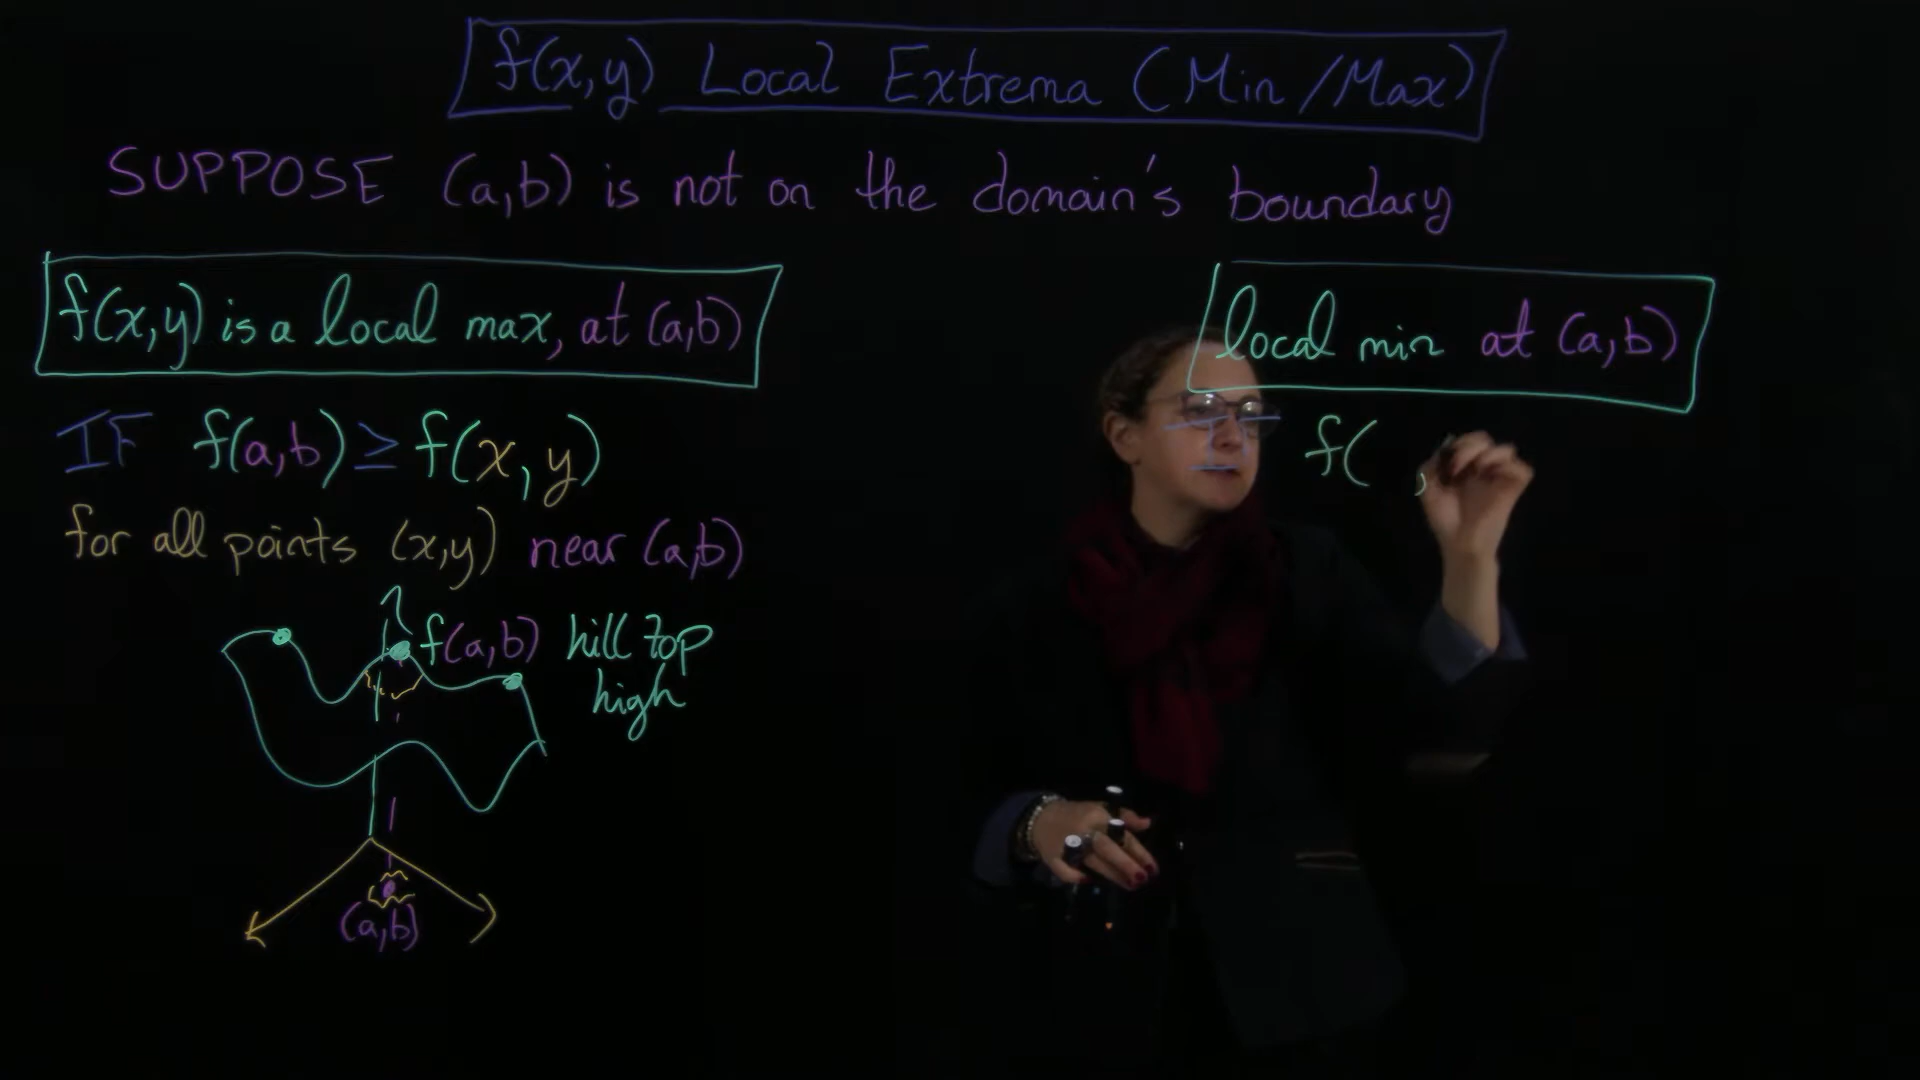 f(x,y) Local Extrema (Min/Max)
SUPPOSE (a,b) is not on the domain's boundary
f(x,y) is a local max, at (a,b)
local min at (a,b)
IF f(a,b) ≥ f(x,y)
IF f( ,
for all points (x,y) near (a,b)
f(a,b) hill top
high
(a,b)